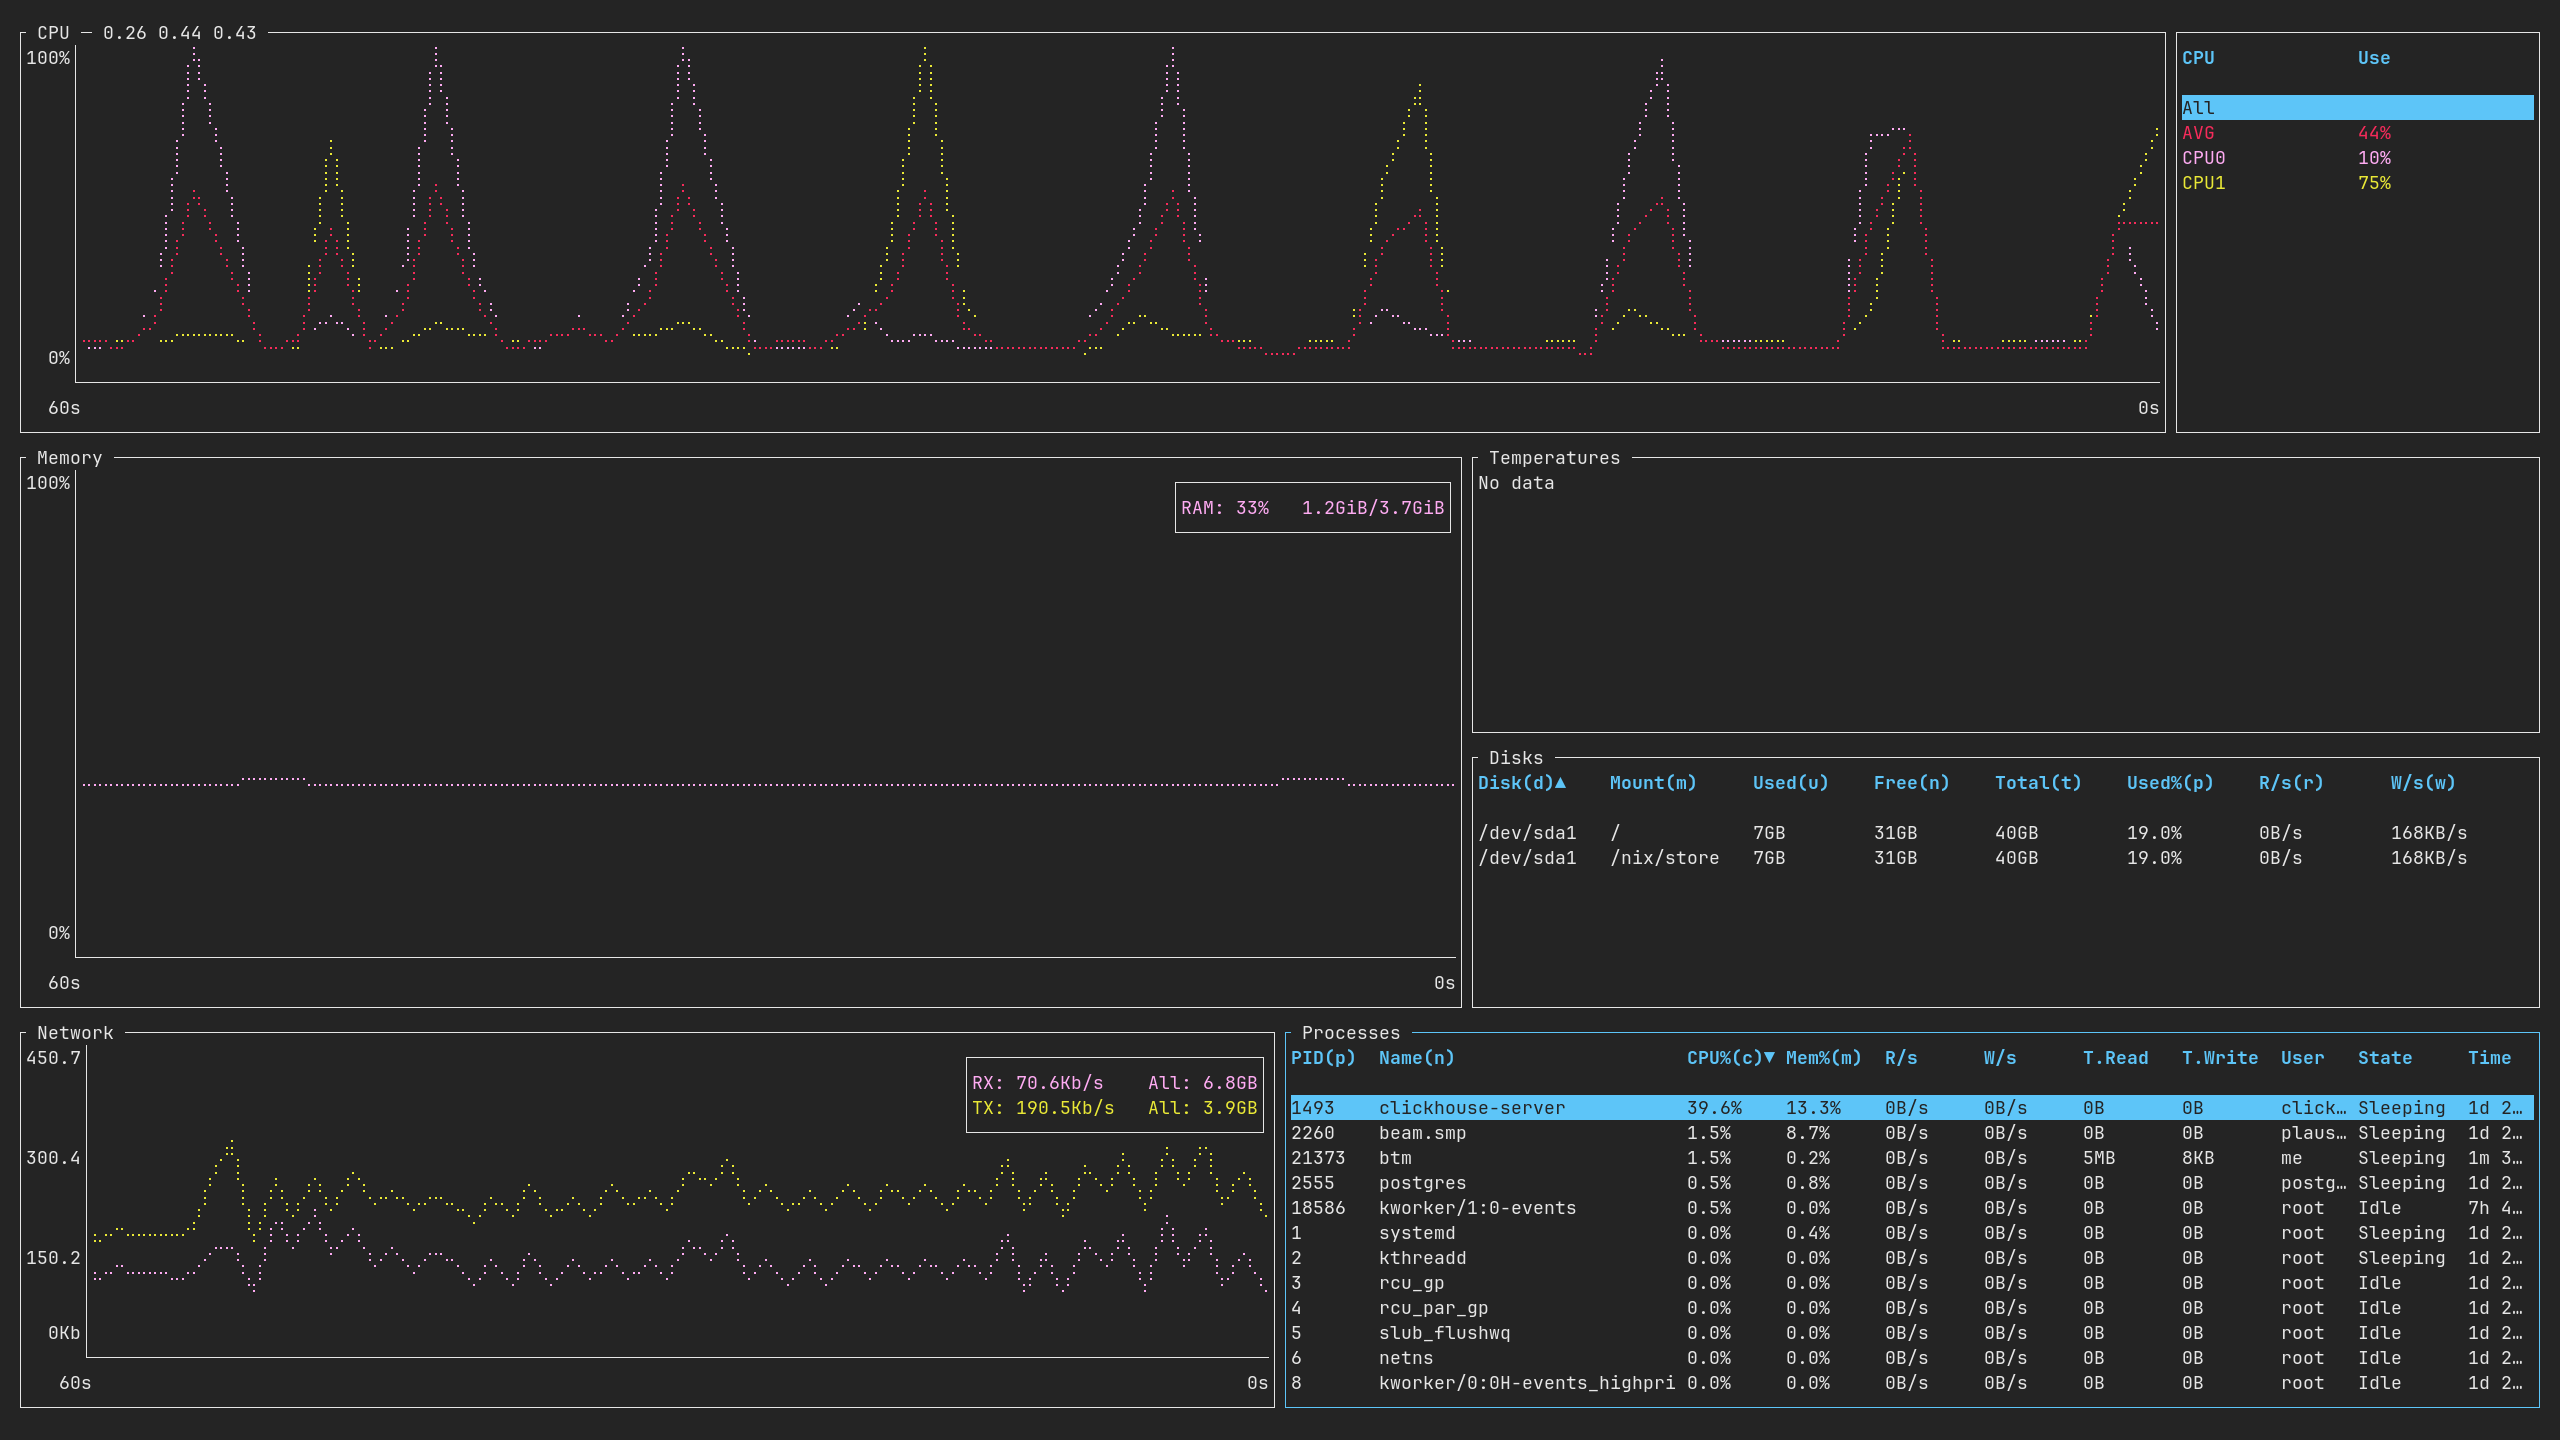 CPU — 0.26 0.44 0.43
100%
0%
60s 0s
CPU Use
All
AVG 44%
CPU0 10%
CPU1 75%
Memory
100%
RAM: 33% 1.2GiB/3.7GiB
0%
60s 0s
Temperatures
No data
Disks
Disk(d)▲ Mount(m) Used(u) Free(n) Total(t) Used%(p) R/s(r) W/s(w)
/dev/sda1 / 7GB 31GB 40GB 19.0% 0B/s 168KB/s
/dev/sda1 /nix/store 7GB 31GB 40GB 19.0% 0B/s 168KB/s
Network
450.7
RX: 70.6Kb/s All: 6.8GB
TX: 190.5Kb/s All: 3.9GB
300.4
150.2
0Kb
60s 0s
Processes
PID(p) Name(n) CPU%(c)▼ Mem%(m) R/s W/s T.Read T.Write User State Time
1493 clickhouse-server 39.6% 13.3% 0B/s 0B/s 0B 0B click… Sleeping 1d 2…
2260 beam.smp 1.5% 8.7% 0B/s 0B/s 0B 0B plaus… Sleeping 1d 2…
21373 btm 1.5% 0.2% 0B/s 0B/s 5MB 8KB me Sleeping 1m 3…
2555 postgres 0.5% 0.8% 0B/s 0B/s 0B 0B postg… Sleeping 1d 2…
18586 kworker/1:0-events 0.5% 0.0% 0B/s 0B/s 0B 0B root Idle 7h 4…
1 systemd 0.0% 0.4% 0B/s 0B/s 0B 0B root Sleeping 1d 2…
2 kthreadd 0.0% 0.0% 0B/s 0B/s 0B 0B root Sleeping 1d 2…
3 rcu_gp 0.0% 0.0% 0B/s 0B/s 0B 0B root Idle 1d 2…
4 rcu_par_gp 0.0% 0.0% 0B/s 0B/s 0B 0B root Idle 1d 2…
5 slub_flushwq 0.0% 0.0% 0B/s 0B/s 0B 0B root Idle 1d 2…
6 netns 0.0% 0.0% 0B/s 0B/s 0B 0B root Idle 1d 2…
8 kworker/0:0H-events_highpri 0.0% 0.0% 0B/s 0B/s 0B 0B root Idle 1d 2…